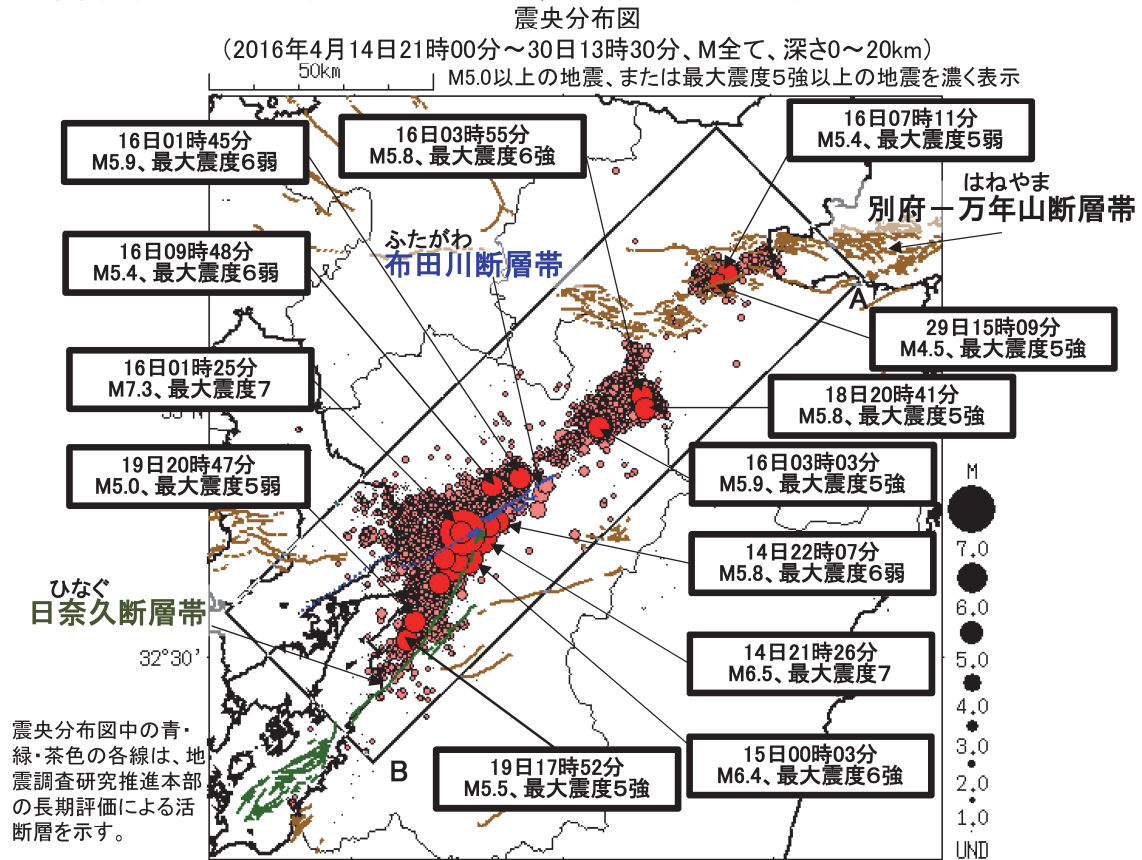 震央分布図
（2016年4月14日21時00分～30日13時30分、M全て、深さ0～20km）
50km
M5.0以上の地震、または最大震度５強以上の地震を濃く表示
16日01時45分
M5.9、最大震度６弱
16日03時55分
M5.8、最大震度６強
16日07時11分
M5.4、最大震度５弱
はねやま
別府－万年山断層帯
ふたがわ
布田川断層帯
16日09時48分
M5.4、最大震度６弱
A
29日15時09分
M4.5、最大震度５強
16日01時25分
M7.3、最大震度７
18日20時41分
M5.8、最大震度５強
19日20時47分
M5.0、最大震度５弱
16日03時03分
M5.9、最大震度５強
14日22時07分
M5.8、最大震度６弱
ひなぐ
日奈久断層帯
32°30'
14日21時26分
M6.5、最大震度７
15日00時03分
M6.4、最大震度６強
19日17時52分
M5.5、最大震度５強
B
M
7.0
6.0
5.0
4.0
3.0
2.0
1.0
UND
震央分布図中の青・
緑・茶色の各線は、地
震調査研究推進本部
の長期評価による活
断層を示す。